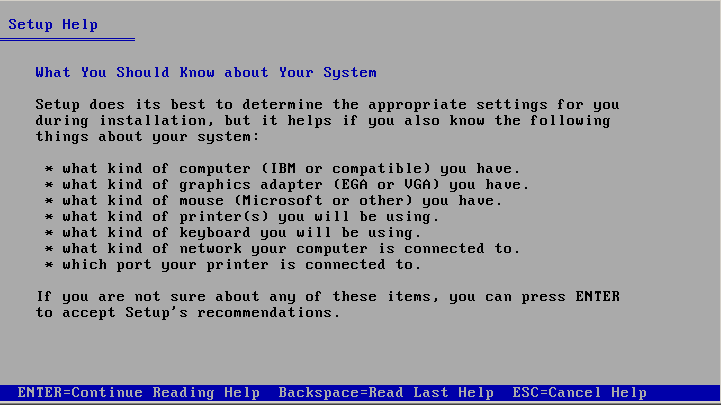 Setup Help
What You Should Know about Your System
Setup does its best to determine the appropriate settings for you
during installation, but it helps if you also know the following
things about your system:
* what kind of computer (IBM or compatible) you have.
* what kind of graphics adapter (EGA or VGA) you have.
* what kind of mouse (Microsoft or other) you have.
* what kind of printer(s) you will be using.
* what kind of keyboard you will be using.
* what kind of network your computer is connected to.
* which port your printer is connected to.
If you are not sure about any of these items, you can press ENTER
to accept Setup's recommendations.
ENTER=Continue Reading Help  Backspace=Read Last Help  ESC=Cancel Help